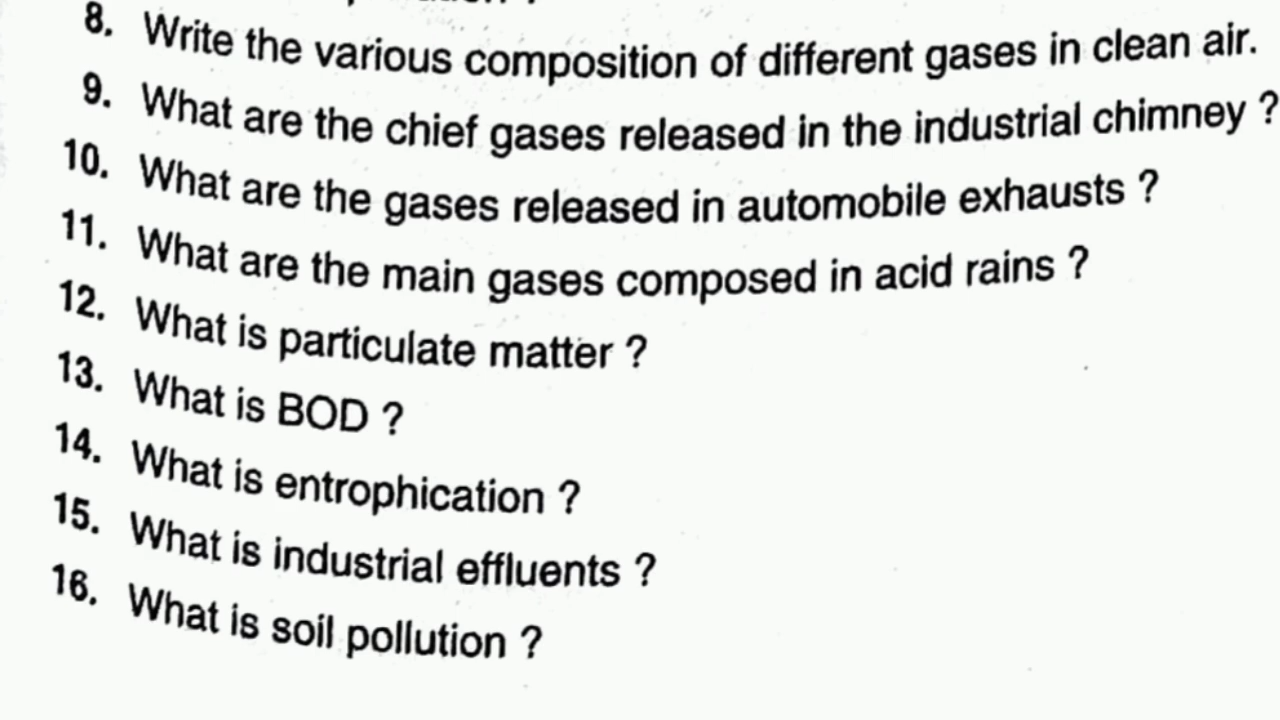 8. Write the various composition of different gases in clean air.
9. What are the chief gases released in the industrial chimney ?
10. What are the gases released in automobile exhausts ?
11. What are the main gases composed in acid rains ?
12. What is particulate matter ?
13. What is BOD ?
14. What is entrophication ?
15. What is industrial effluents ?
16. What is soil pollution ?